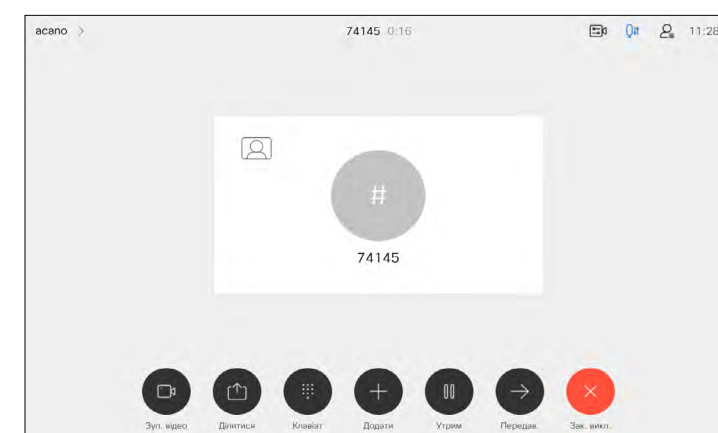 acano
74145 0:16
11:28
#
74145
Зуп. відео Ділитися Клавіат Додати Утрим Передав. Зак. викл.